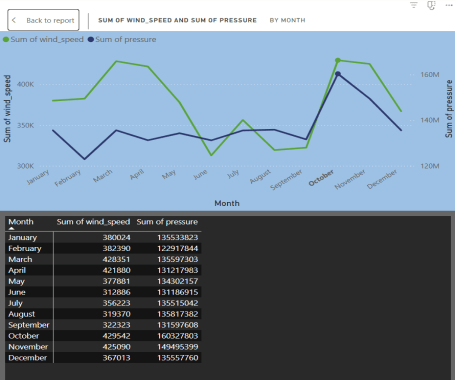 < Back to report
SUM OF WIND_SPEED AND SUM OF PRESSURE BY MONTH
Sum of wind_speed Sum of pressure
Sum of wind_speed
400K
350K
300K
160M
140M
120M
Sum of pressure
January February March April May June July August September October November December
Month
Month Sum of wind_speed Sum of pressure
January 380024 135533823
February 382390 122917844
March 428351 135597303
April 421880 131217983
May 377881 134302157
June 312886 131186915
July 356223 135515042
August 319370 135817382
September 322323 131597608
October 429542 160327803
November 425090 149495399
December 367013 135557760